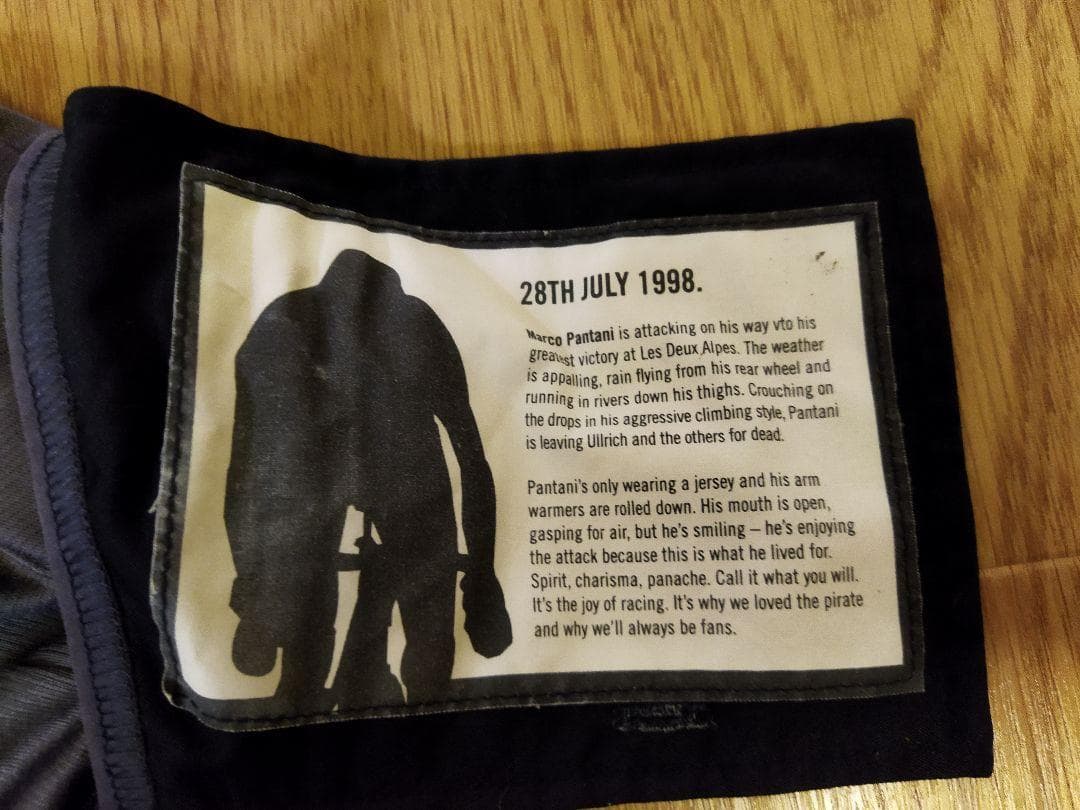 28TH JULY 1998.
Marco Pantani is attacking on his way vto his
greatest victory at Les Deux Alpes. The weather
is appalling, rain flying from his rear wheel and
running in rivers down his thighs. Crouching on
the drops in his aggressive climbing style, Pantani
is leaving Ullrich and the others for dead.
Pantani's only wearing a jersey and his arm
warmers are rolled down. His mouth is open,
gasping for air, but he's smiling – he's enjoying
the attack because this is what he lived for.
Spirit, charisma, panache. Call it what you will.
It's the joy of racing. It's why we loved the pirate
and why we'll always be fans.